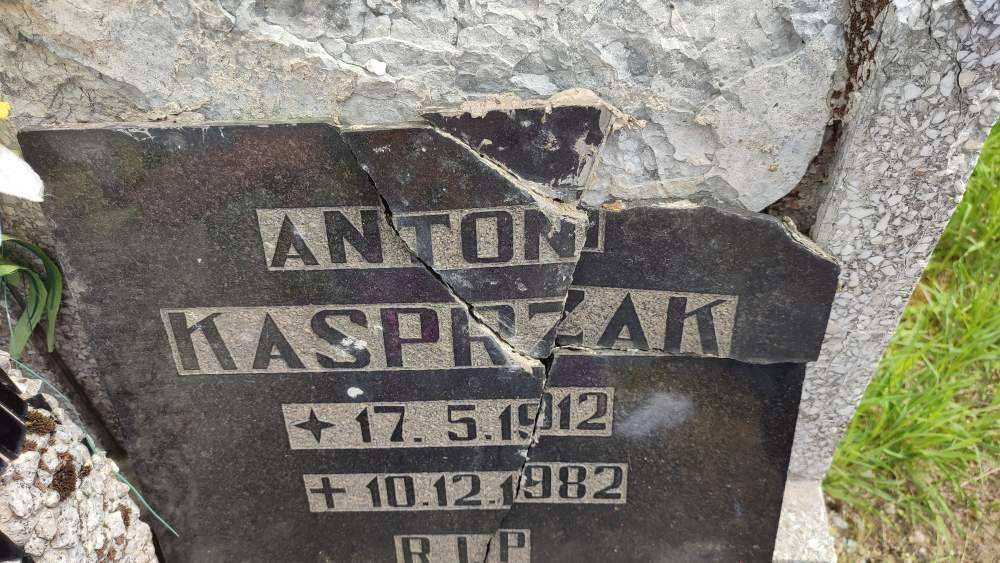 ANTONI
KASPRZAK
✦ 17. 5.1912
+ 10.12.1982
R I P